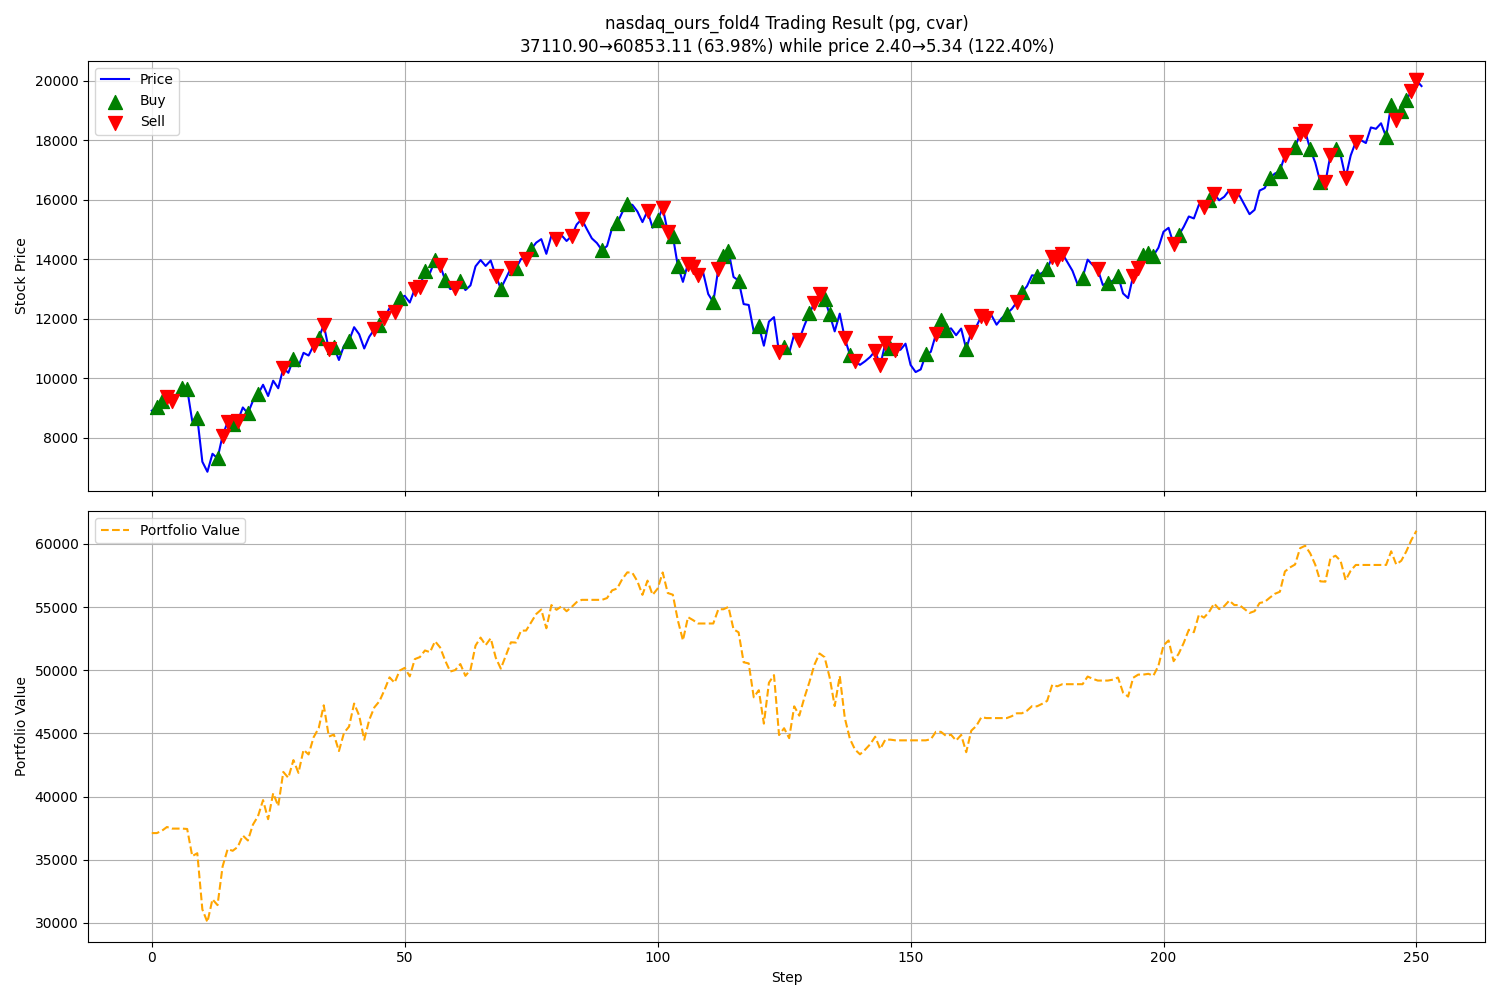 nasdaq_ours_fold4 Trading Result (pg, cvar)
37110.90→60853.11 (63.98%) while price 2.40→5.34 (122.40%)
Price
Buy
Sell
Stock Price
20000
18000
16000
14000
12000
10000
8000
Portfolio Value
Portfolio Value
60000
55000
50000
45000
40000
35000
30000
0
50
100
150
200
250
Step